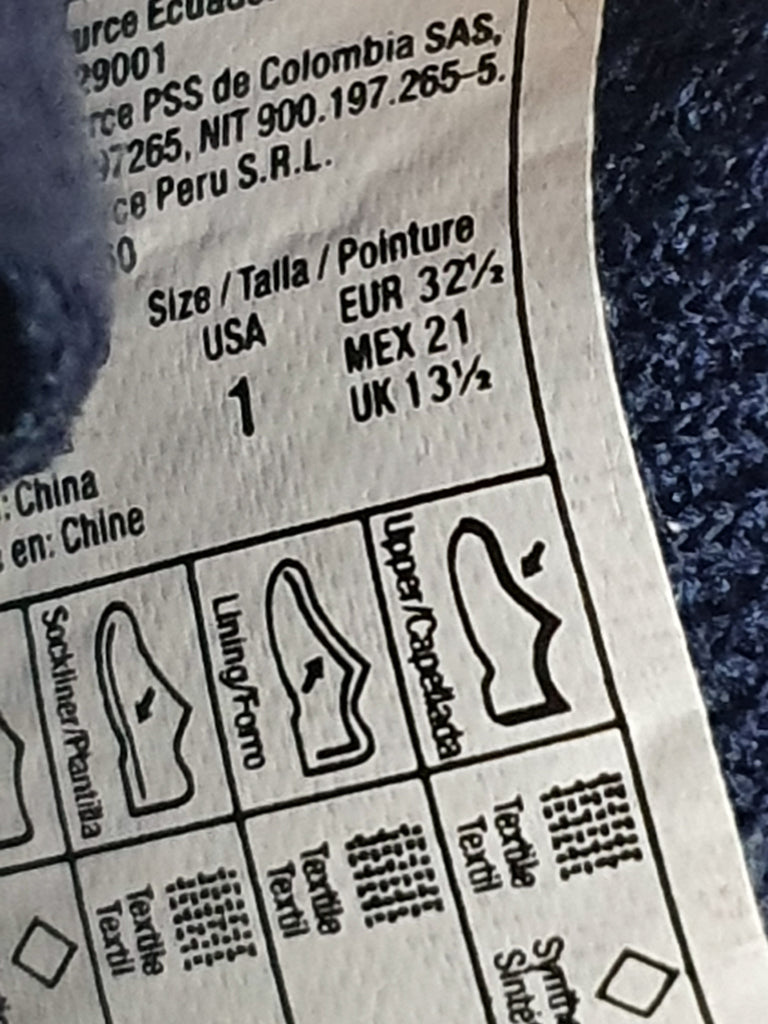 urce
29001
rce PSS de Colombia SAS,
97265, NIT 900.197.265-5.
ce Peru S.R.L.
Size / Talla / Pointure
USA
1
EUR 32½
MEX 21
UK 13½
: China
en: Chine
Upper/Capellada
Textile
Textil
Lining/Forro
Textile
Textil
Sockliner/Plantilla
Textile
Textil